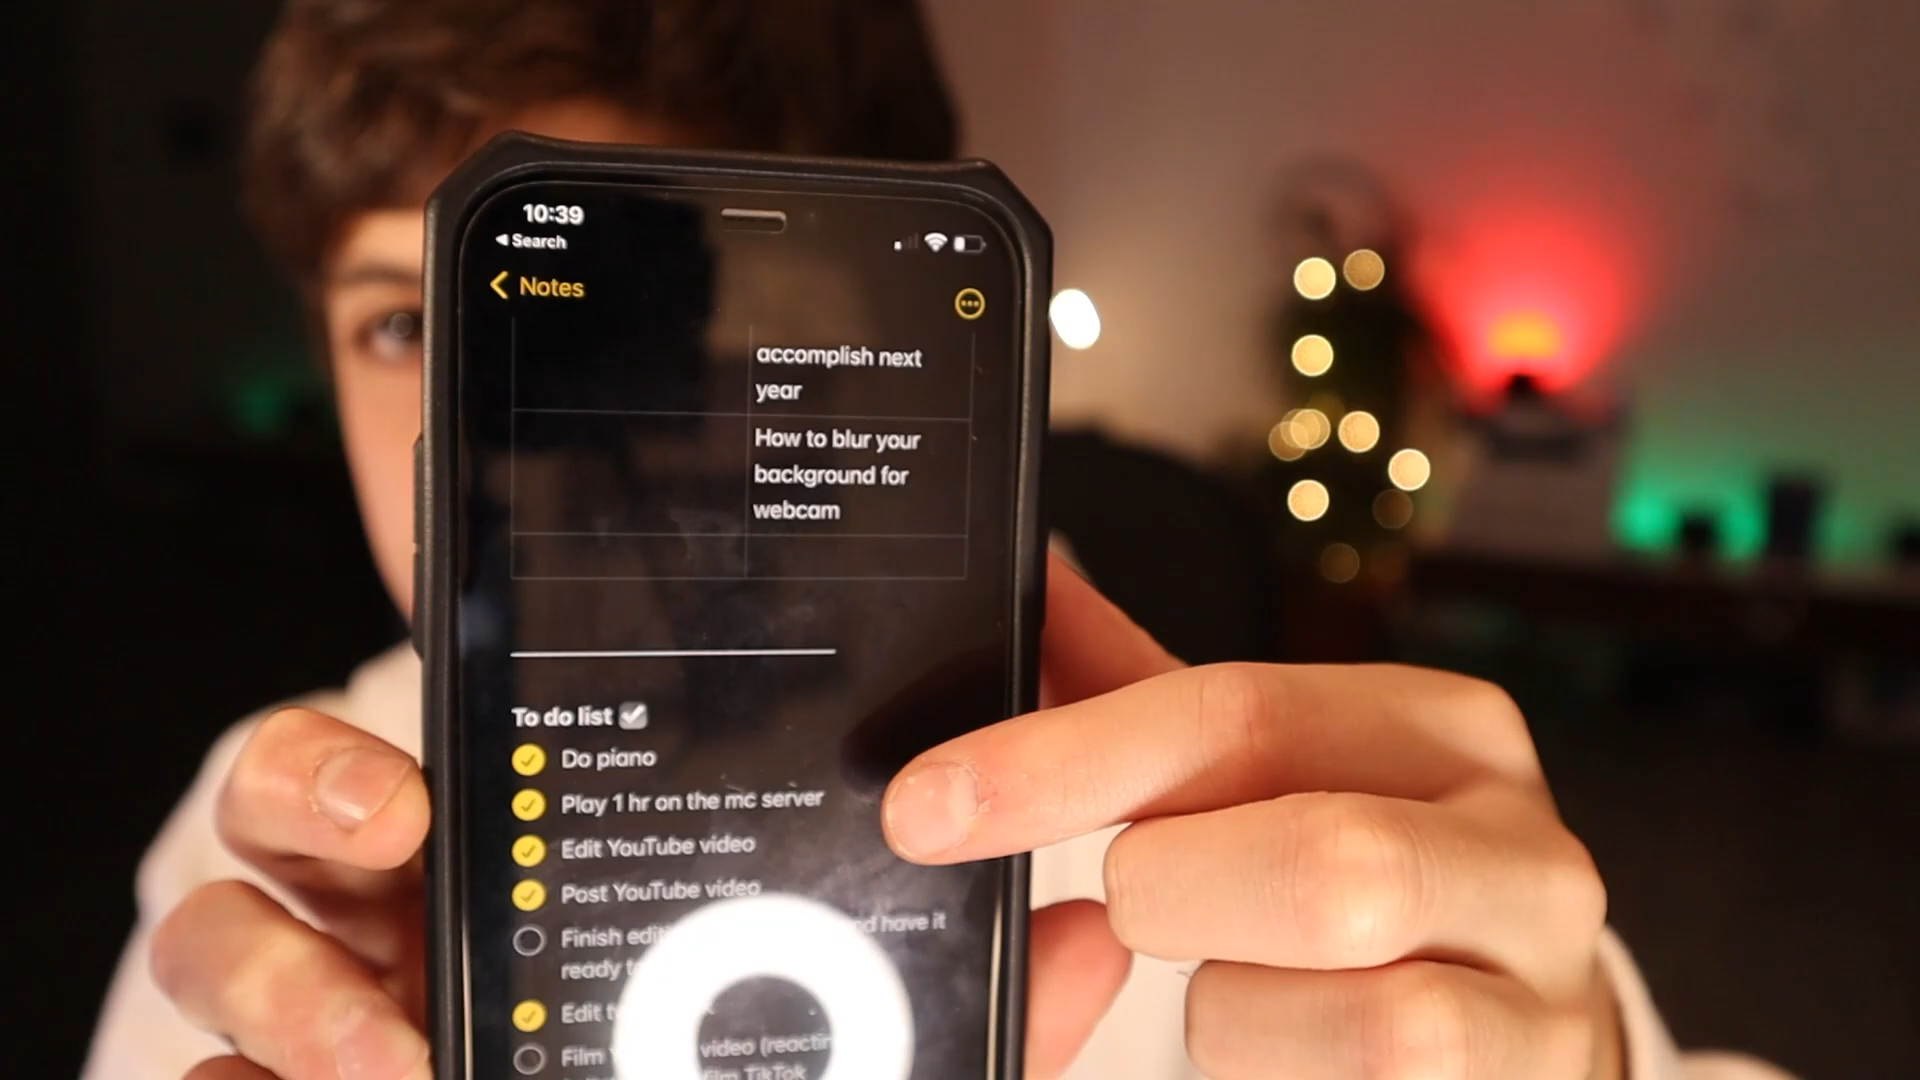 10:39
Search
Notes
accomplish next
year
How to blur your
background for
webcam
To do list
Do piano
Play 1 hr on the mc server
Edit YouTube video
Post YouTube video
Finish have it
ready
Edit
Film video
film TikTok